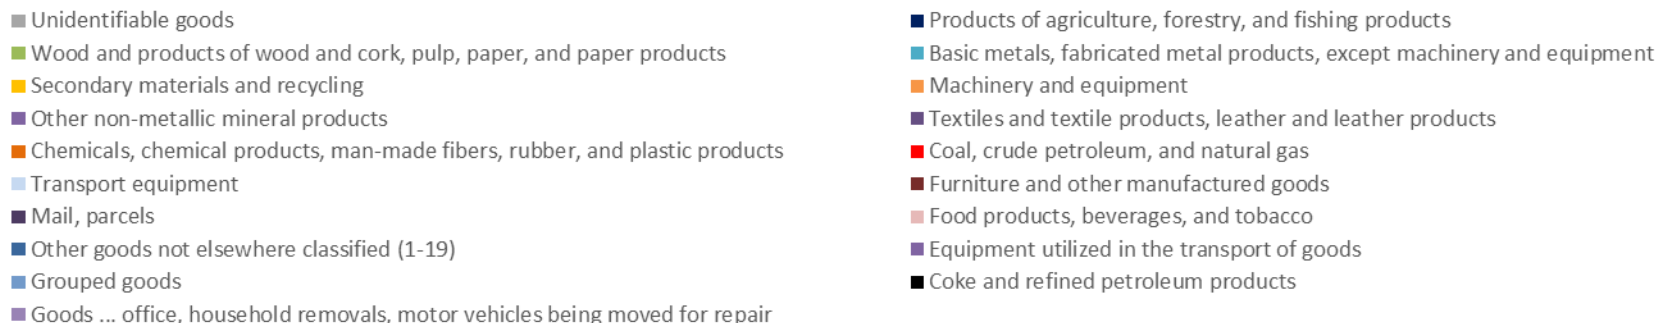 Unidentifiable goods
Wood and products of wood and cork, pulp, paper, and paper products
Secondary materials and recycling
Other non-metallic mineral products
Chemicals, chemical products, man-made fibers, rubber, and plastic products
Transport equipment
Mail, parcels
Other goods not elsewhere classified (1-19)
Grouped goods
Goods ... office, household removals, motor vehicles being moved for repair
Products of agriculture, forestry, and fishing products
Basic metals, fabricated metal products, except machinery and equipment
Machinery and equipment
Textiles and textile products, leather and leather products
Coal, crude petroleum, and natural gas
Furniture and other manufactured goods
Food products, beverages, and tobacco
Equipment utilized in the transport of goods
Coke and refined petroleum products